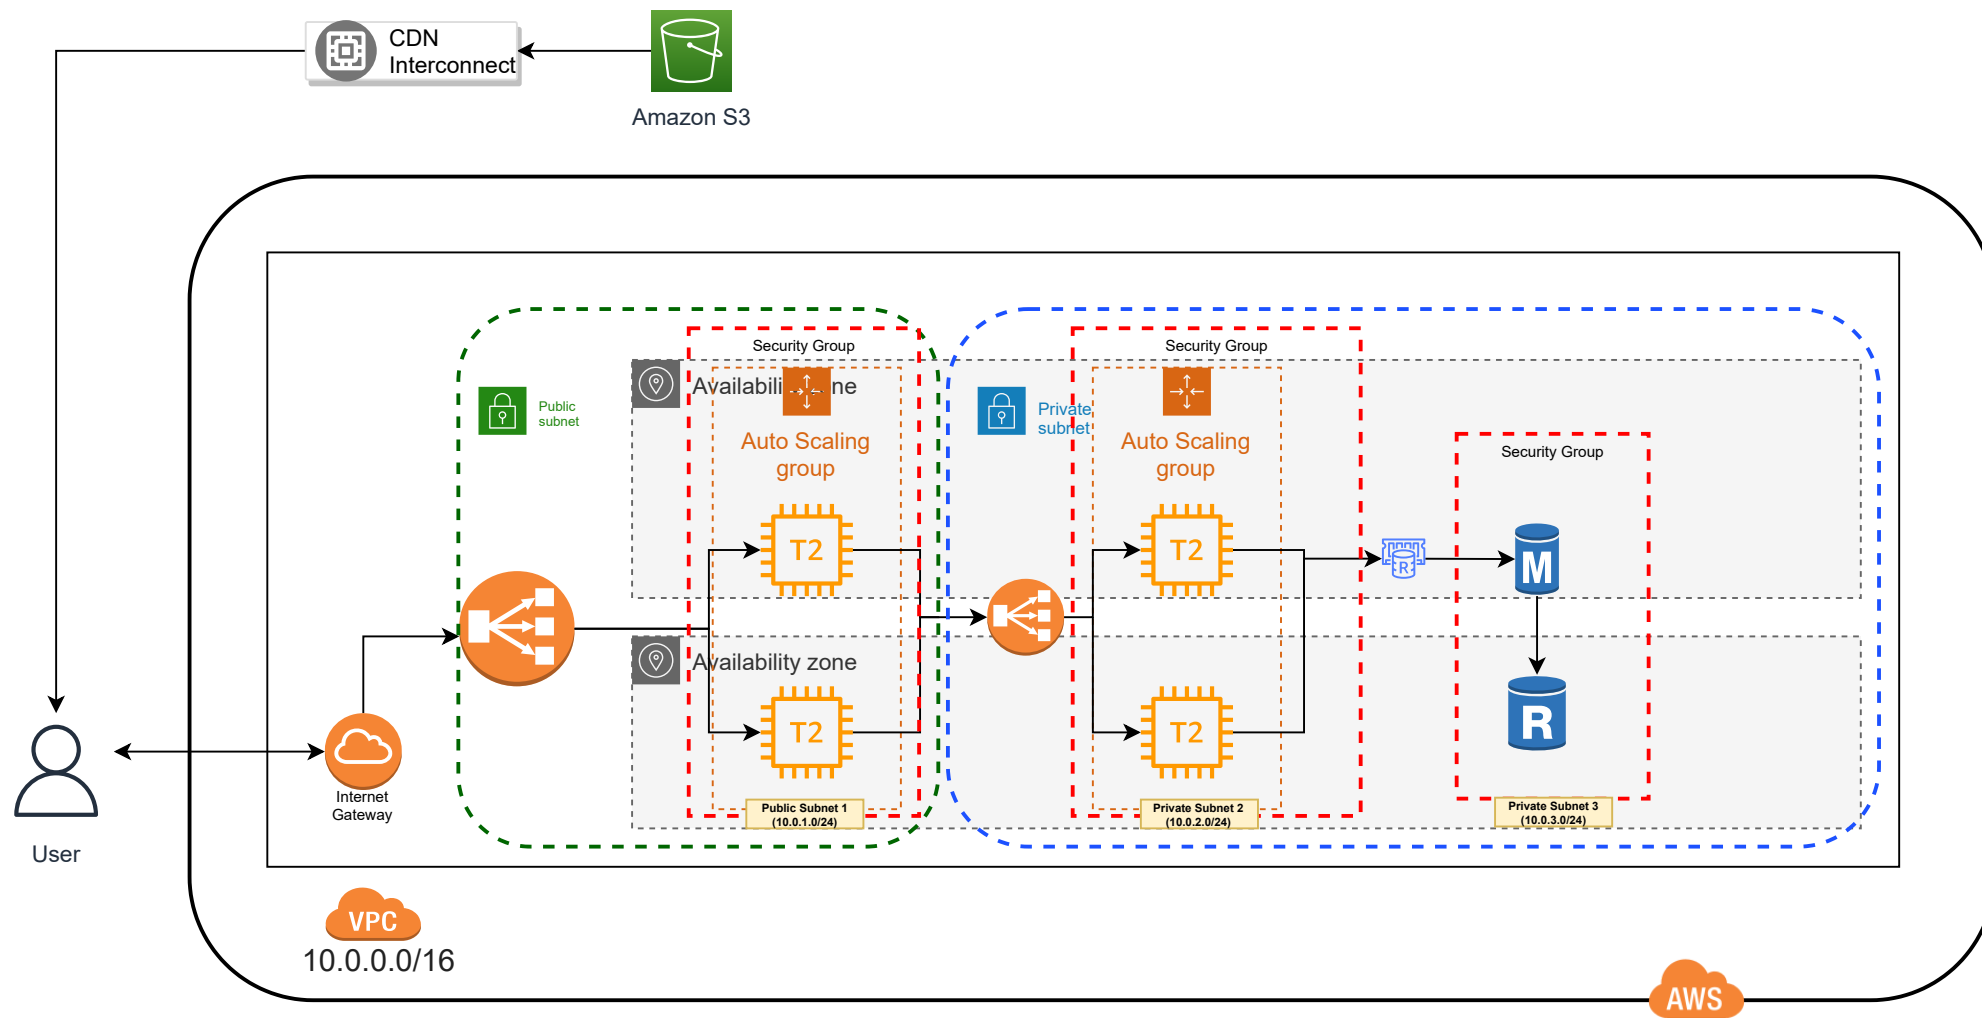 CDN
Interconnect
Amazon S3
Security Group
Security Group
Availability zone
Public
subnet
Private
subnet
Auto Scaling
group
Auto Scaling
group
Security Group
T2
T2
R
M
Availability zone
T2
T2
R
Internet
Gateway
Public Subnet 1
(10.0.1.0/24)
Private Subnet 2
(10.0.2.0/24)
Private Subnet 3
(10.0.3.0/24)
User
VPC
10.0.0.0/16
AWS